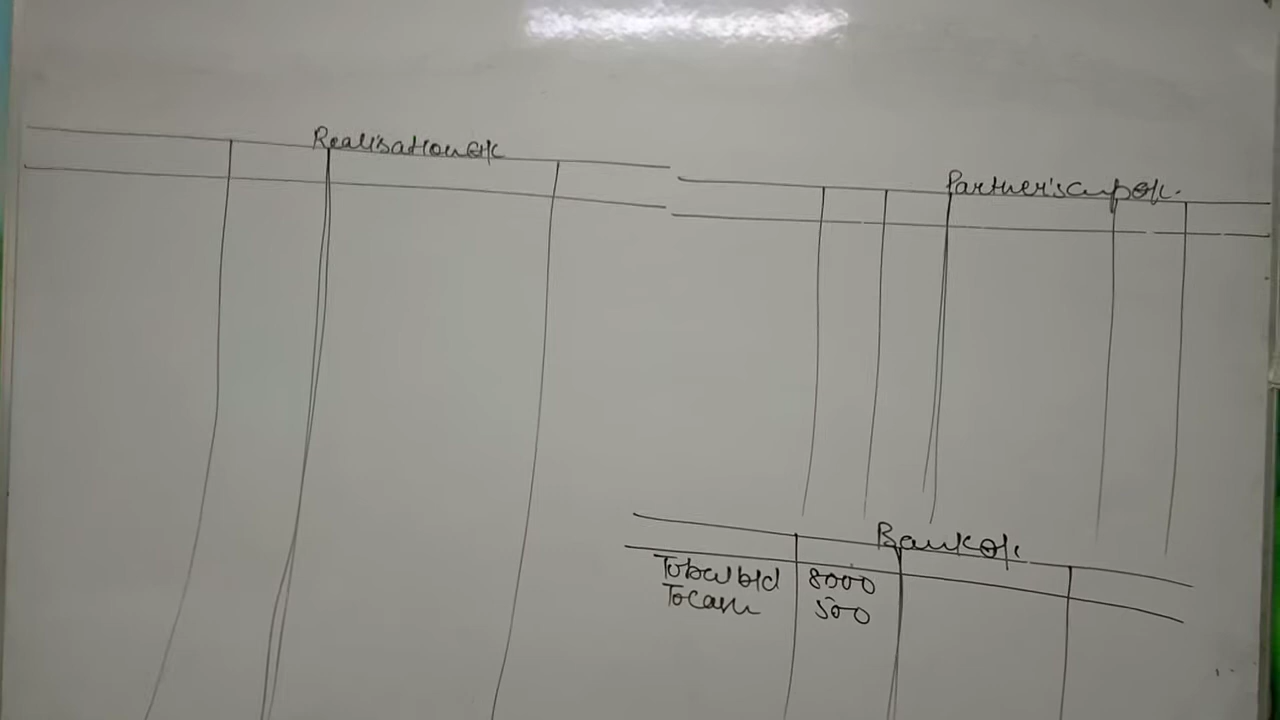 Realisation a/c
Partner's cap a/c.
Bank a/c
To bal b/d 8000
To cash 500